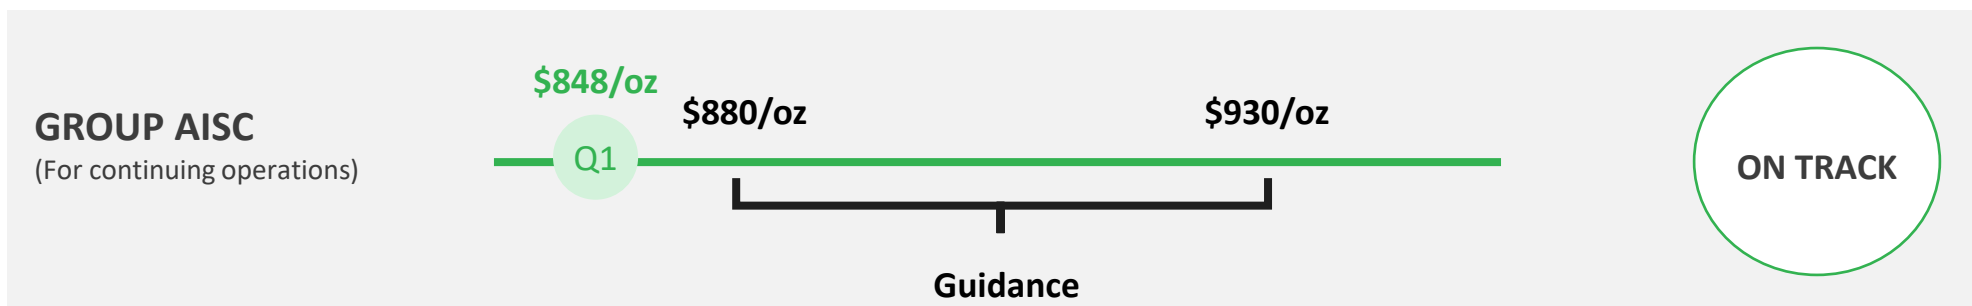 GROUP AISC
(For continuing operations)
$848/oz
Q1
$880/oz
$930/oz
Guidance
ON TRACK